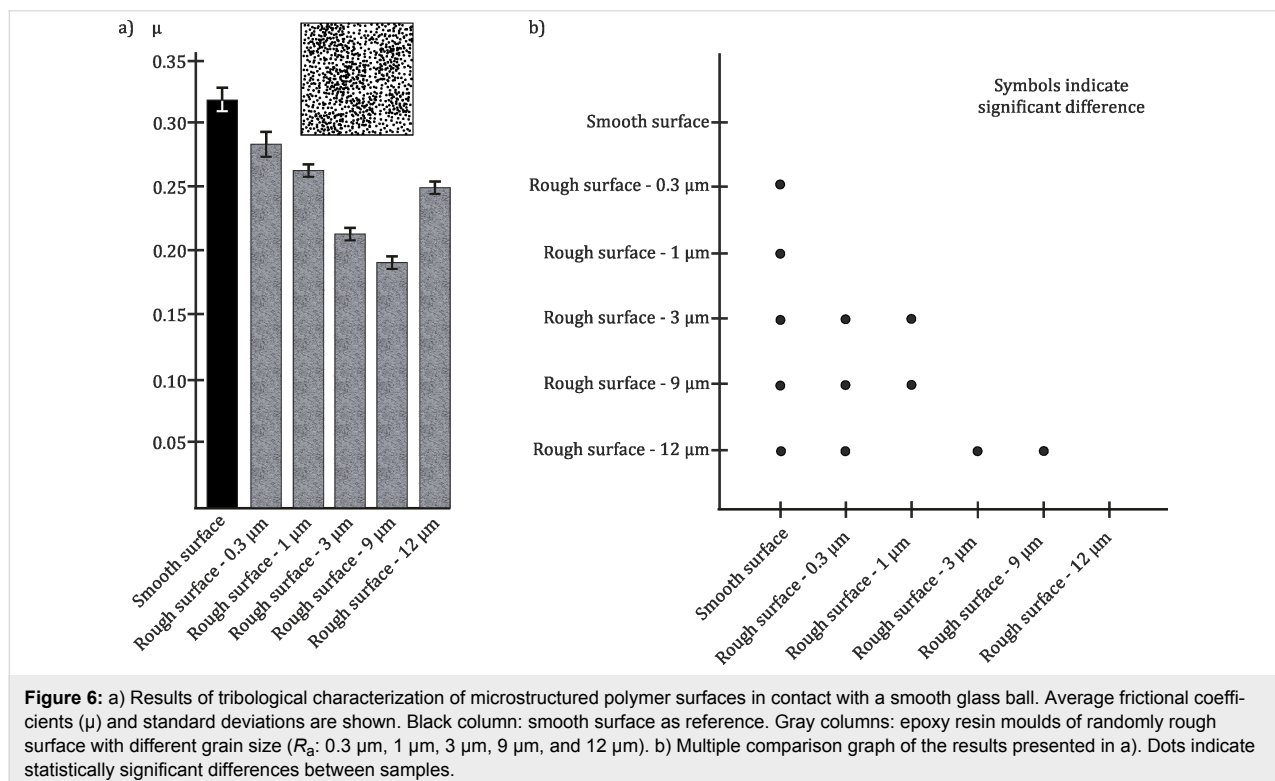 a)
μ
0.35
0.30
0.25
0.20
0.15
0.10
0.05
Smooth surface
Rough surface - 0.3 μm
Rough surface - 1 μm
Rough surface - 3 μm
Rough surface - 9 μm
Rough surface - 12 μm
b)
Symbols indicate
significant difference
Smooth surface
Rough surface - 0.3 μm
Rough surface - 1 μm
Rough surface - 3 μm
Rough surface - 9 μm
Rough surface - 12 μm
Smooth surface
Rough surface - 0.3 μm
Rough surface - 1 μm
Rough surface - 3 μm
Rough surface - 9 μm
Rough surface - 12 μm
Figure 6: a) Results of tribological characterization of microstructured polymer surfaces in contact with a smooth glass ball. Average frictional coeffi-
cients (μ) and standard deviations are shown. Black column: smooth surface as reference. Gray columns: epoxy resin moulds of randomly rough
surface with different grain size (Ra: 0.3 μm, 1 μm, 3 μm, 9 μm, and 12 μm). b) Multiple comparison graph of the results presented in a). Dots indicate
statistically significant differences between samples.